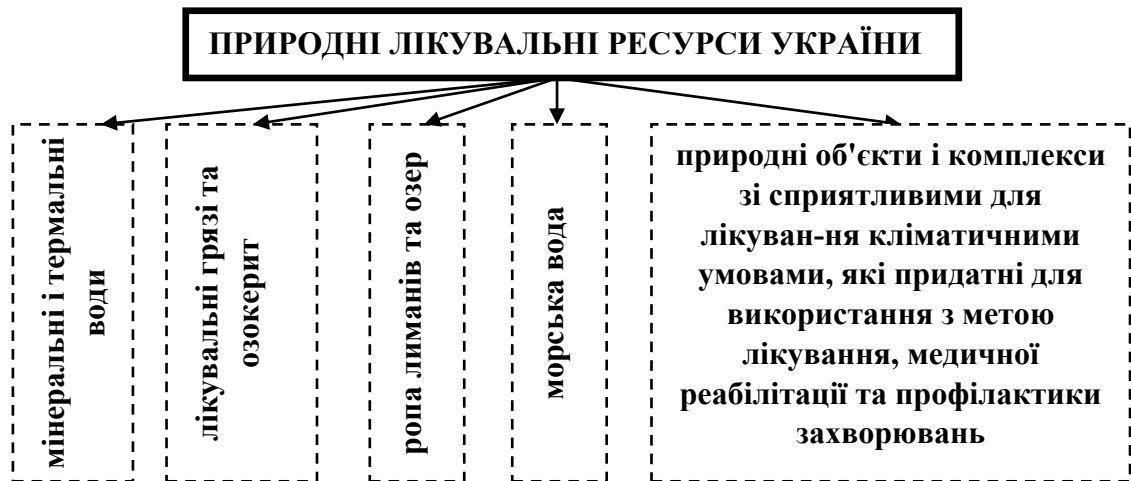 ПРИРОДНІ ЛІКУВАЛЬНІ РЕСУРСИ УКРАЇНИ
мінеральні і термальні
води
лікувальні грязі та
озокерит
ропа лиманів та озер
морська вода
природні об'єкти і комплекси
зі сприятливими для
лікуван-ня кліматичними
умовами, які придатні для
використання з метою
лікування, медичної
реабілітації та профілактики
захворювань